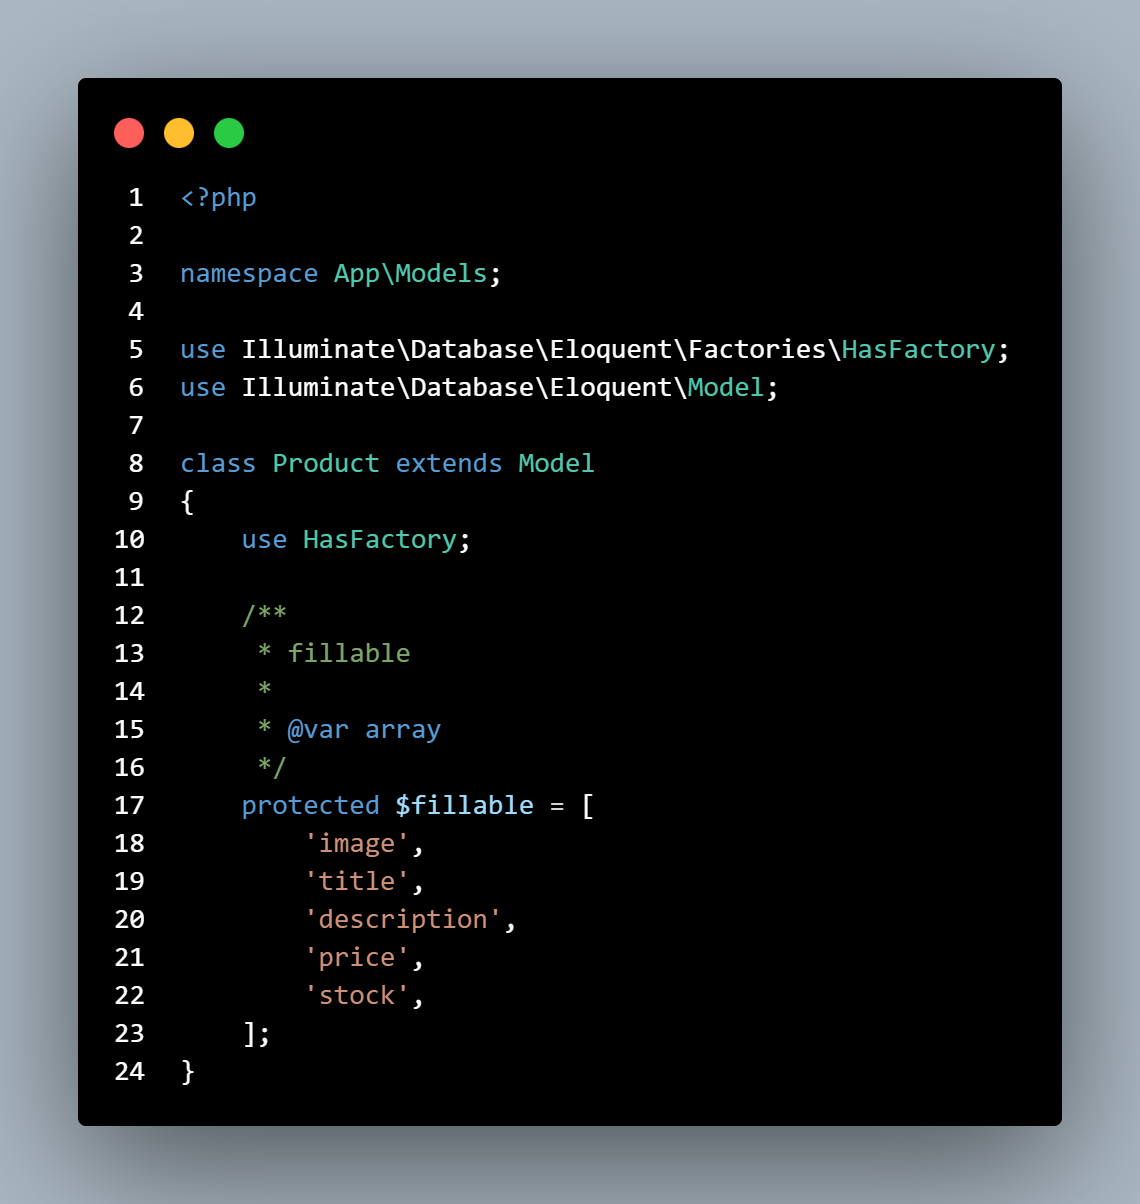 1 <?php
2
3 namespace App\Models;
4
5 use Illuminate\Database\Eloquent\Factories\HasFactory;
6 use Illuminate\Database\Eloquent\Model;
7
8 class Product extends Model
9 {
10     use HasFactory;
11
12     /**
13      * fillable
14      *
15      * @var array
16      */
17     protected $fillable = [
18         'image',
19         'title',
20         'description',
21         'price',
22         'stock',
23     ];
24 }